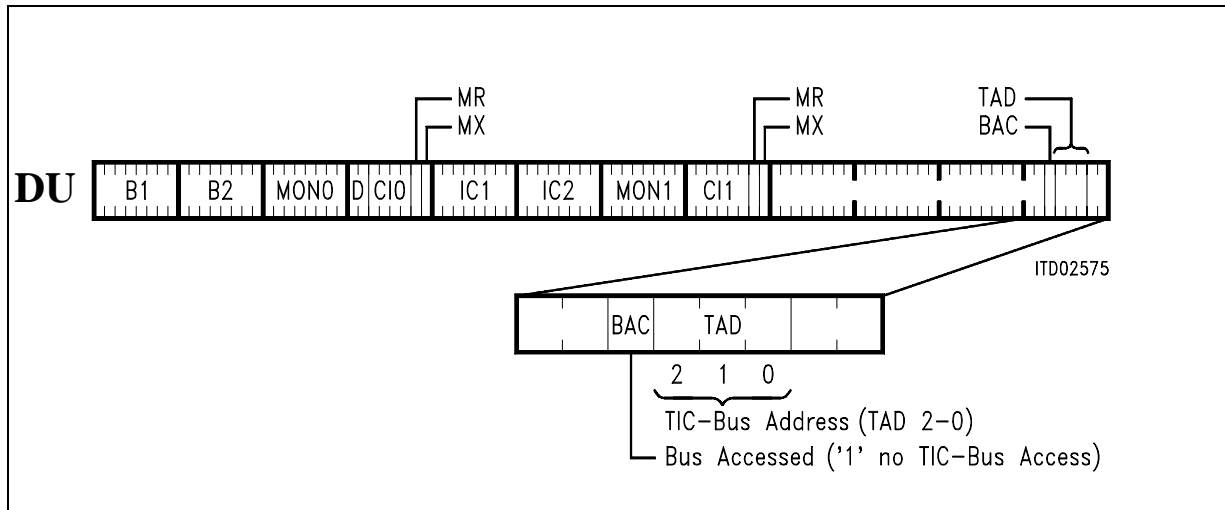 MR MR TAD
MX MX BAC
DU B1 B2 MON0 D CI0 IC1 IC2 MON1 CI1
ITD02575
BAC TAD
2 1 0
TIC-Bus Address (TAD 2-0)
Bus Accessed ('1' no TIC-Bus Access)